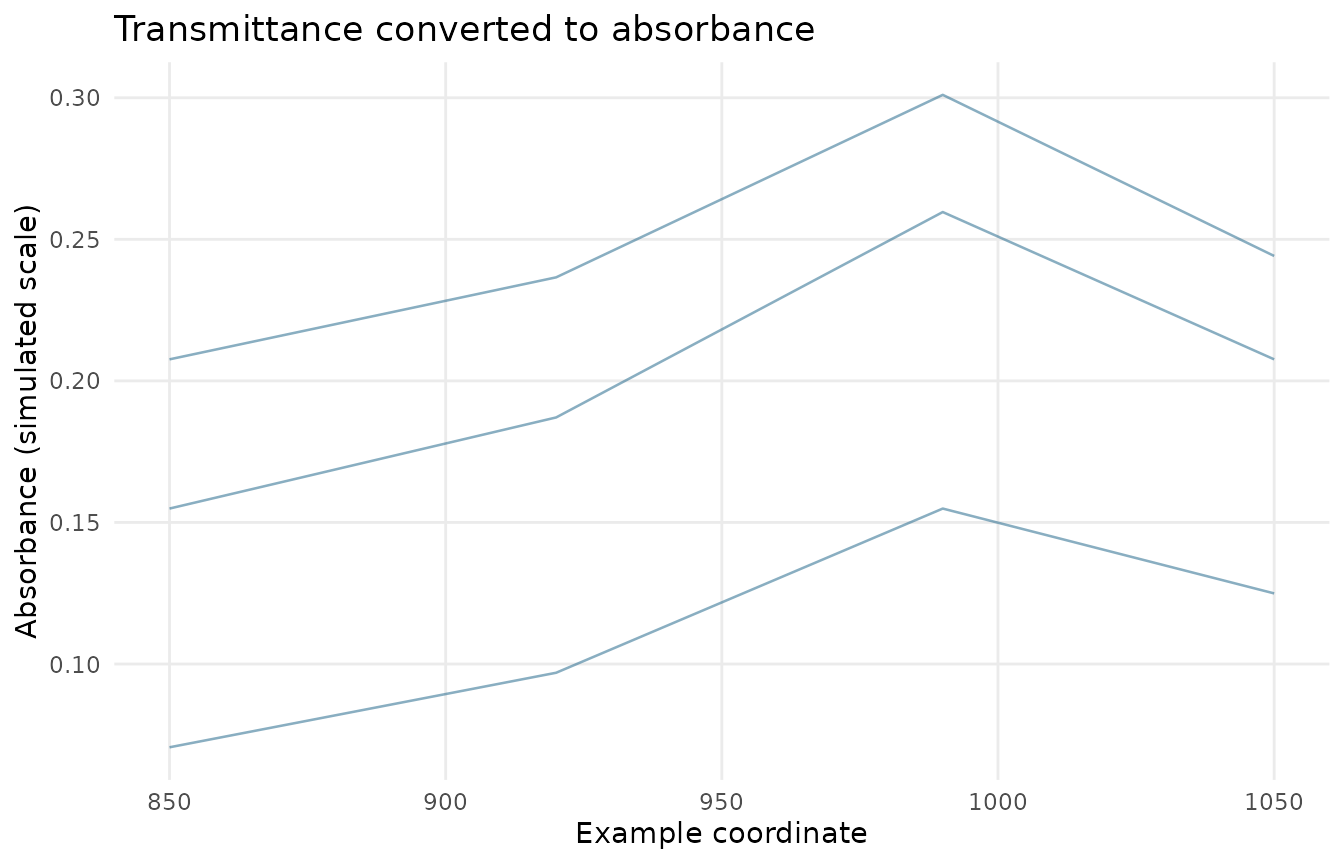 Transmittance converted to absorbance
Absorbance (simulated scale)
0.30
0.25
0.20
0.15
0.10
850 900 950 1000 1050
Example coordinate